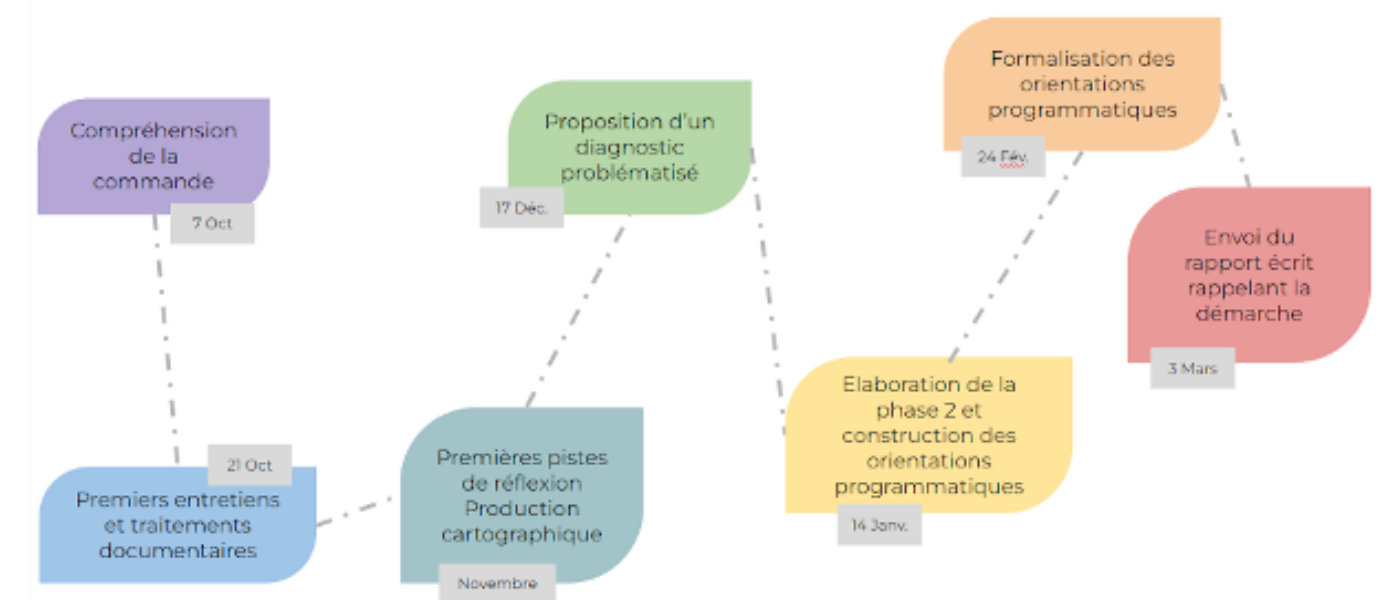 Compréhension
de la
commande
7 Oct
21 Oct
Premiers entretiens
et traitements
documentaires
Premières pistes
de réflexion
Production
cartographique
Novembre
Proposition d'un
diagnostic
problématisé
17 Déc.
Elaboration de la
phase 2 et
construction des
orientations
programmatiques
14 Janv.
Formalisation des
orientations
programmatiques
24 Fév.
Envoi du
rapport écrit
rappelant la
démarche
3 Mars